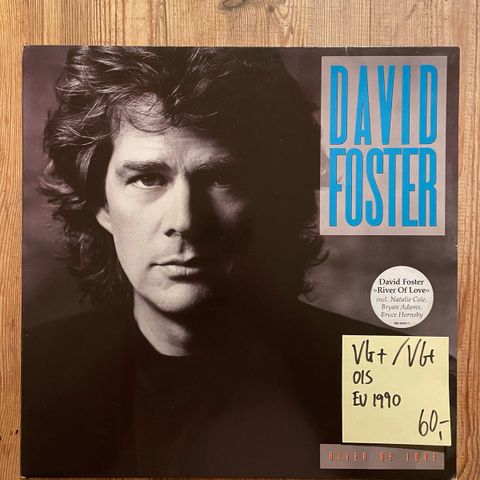 DAVID
FOSTER
David Foster
»River Of Love«
incl. Natalie Cole,
Bryan Adams,
Bruce Hornsby
VG+/VG+
OIS
EU 1990
60,-
RIVER OF LOVE